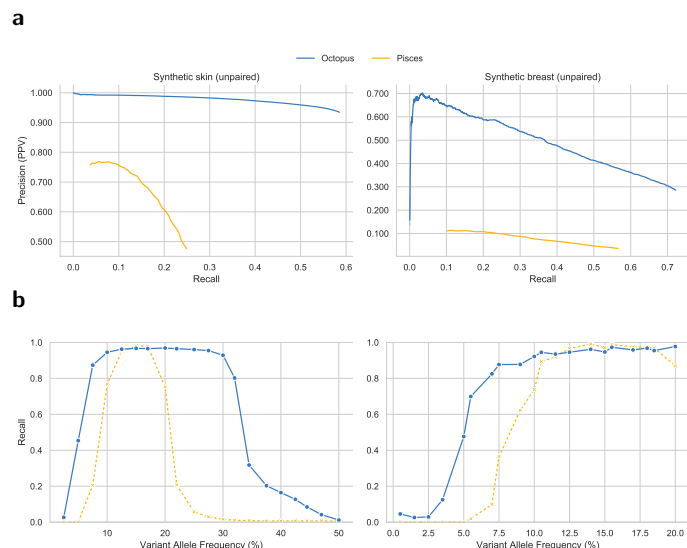 a
Octopus Pisces
Synthetic skin (unpaired) Synthetic breast (unpaired)
1.000
0.900
0.800
0.700
0.600
0.500
Precision (PPV)
0.0 0.1 0.2 0.3 0.4 0.5 0.6
Recall
0.700
0.600
0.500
0.400
0.300
0.200
0.100
0.0 0.1 0.2 0.3 0.4 0.5 0.6 0.7
Recall
b
1.0
0.8
0.6
0.4
0.2
0.0
Recall
10 20 30 40 50
Variant Allele Frequency (%)
1.0
0.8
0.6
0.4
0.2
0.0
0.0 2.5 5.0 7.5 10.0 12.5 15.0 17.5 20.0
Variant Allele Frequency (%)